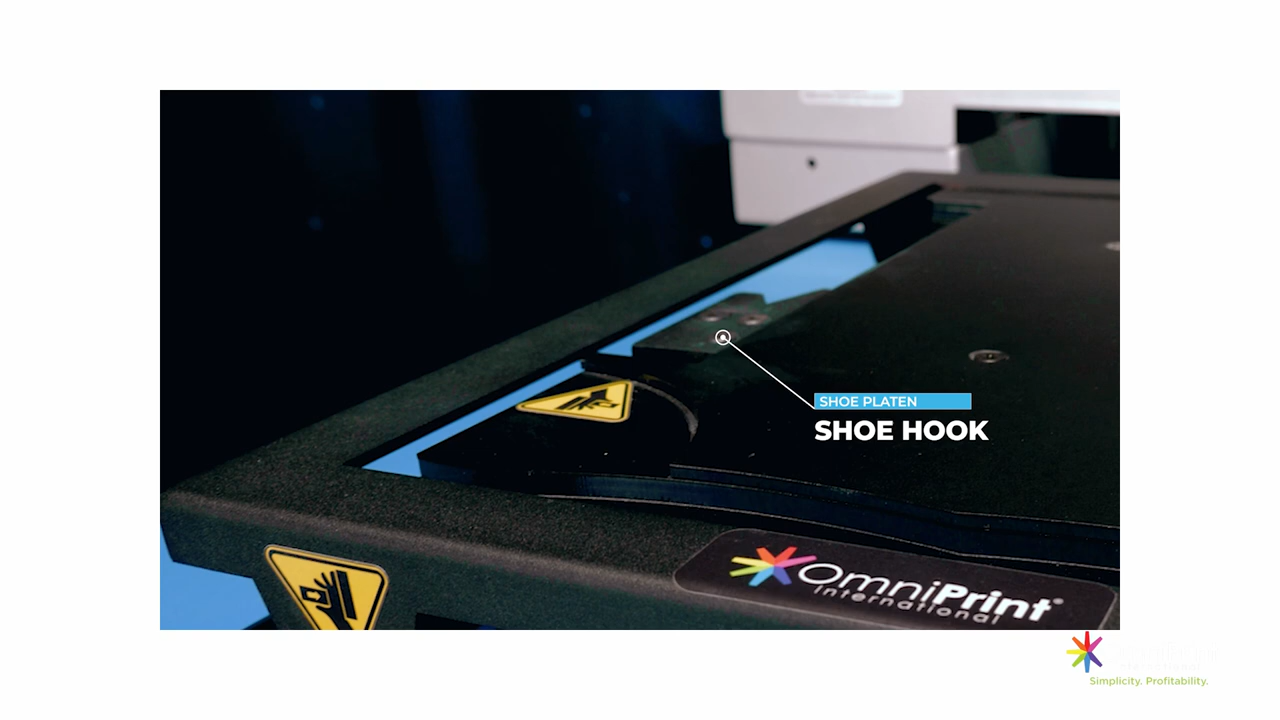 SHOE PLATEN
SHOE HOOK
OmniPrint®
International
Simplicity. Profitability.